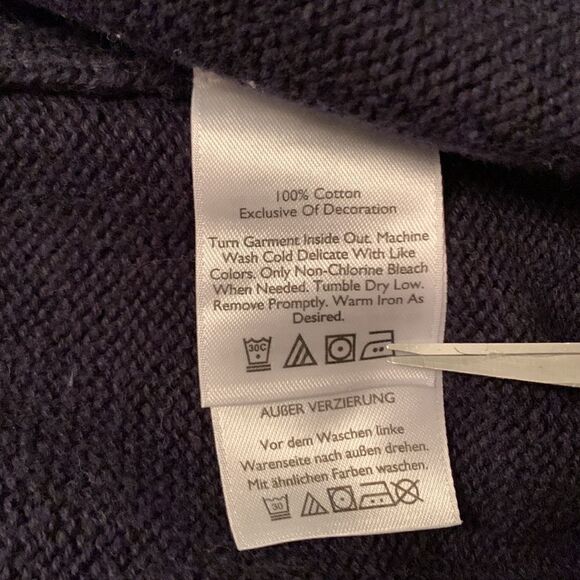 100% Cotton
Exclusive Of Decoration
Turn Garment Inside Out. Machine
Wash Cold Delicate With Like
Colors. Only Non-Chlorine Bleach
When Needed. Tumble Dry Low.
Remove Promptly. Warm Iron As
Desired.
30C
AUẞER VERZIERUNG
Vor dem Waschen linke
Warenseite nach außen drehen.
Mit ähnlichen Farben waschen.
30